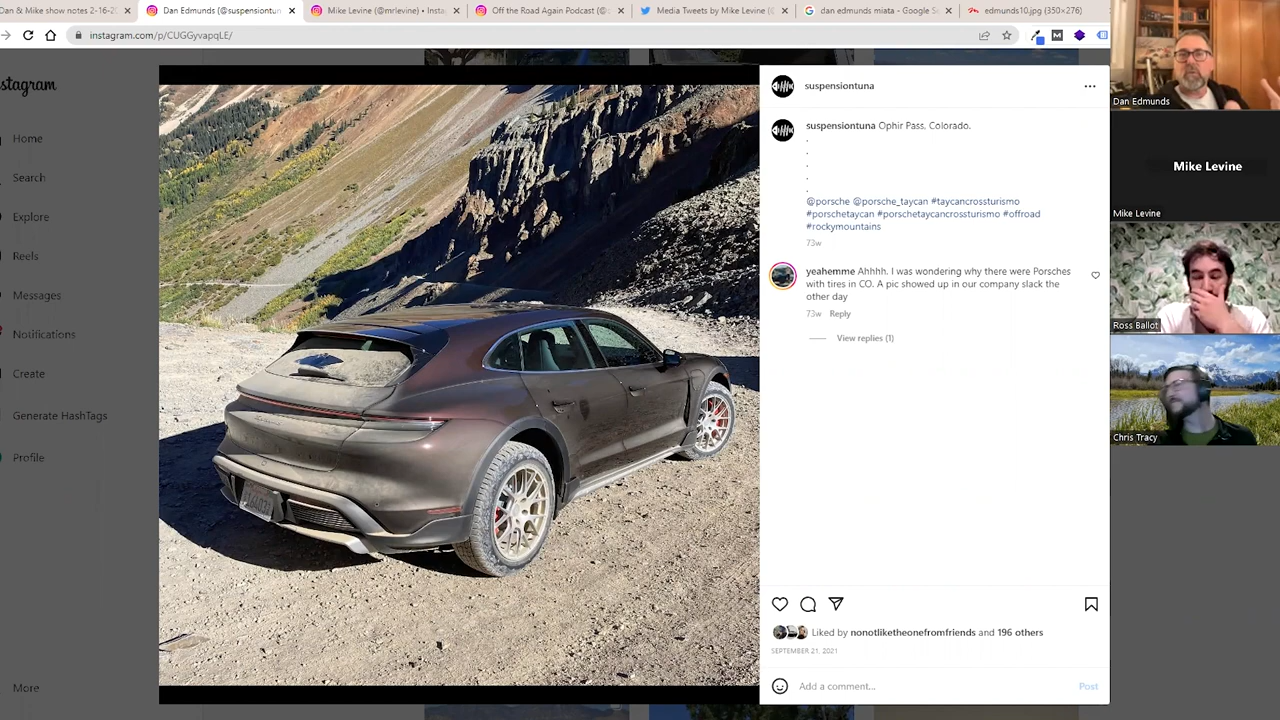 Dan & Mike show notes 2-16-2
Dan Edmunds (@suspensiontun
Mike Levine (@mrlevine) • Insta
Off the Road Again Podcast (@
Media Tweets by Mike Levine (@
dan edmunds miata - Google S
edmunds10.jpg (350×276)
instagram.com/p/CUGGyvapqLE/
nstagram
Home
Search
Explore
Reels
Messages
Notifications
Create
Generate HashTags
Profile
More
suspensiontuna
suspensiontuna Ophir Pass, Colorado.
.
.
.
.
.
@porsche @porsche_taycan #taycancrossturismo
#porschetaycan #porschetaycancrossturismo #offroad
#rockymountains
73w
yeahemme Ahhhh. I was wondering why there were Porsches
with tires in CO. A pic showed up in our company slack the
other day
73w Reply
View replies (1)
Liked by nonotliketheonefromfriends and 196 others
SEPTEMBER 21, 2021
Add a comment...
Post
Dan Edmunds
Mike Levine
Mike Levine
Ross Ballot
Chris Tracy